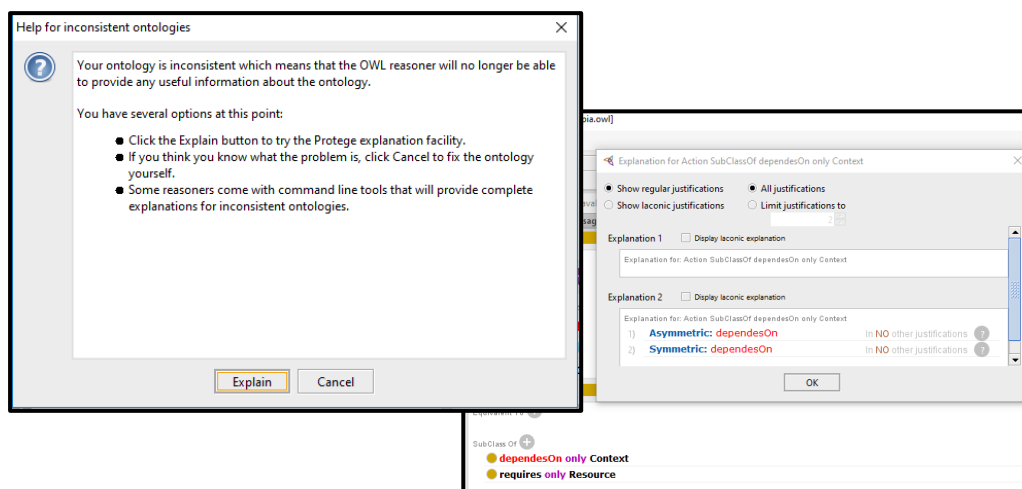 Help for inconsistent ontologies
Your ontology is inconsistent which means that the OWL reasoner will no longer be able
to provide any useful information about the ontology.
You have several options at this point:
Click the Explain button to try the Protege explanation facility.
If you think you know what the problem is, click Cancel to fix the ontology
yourself.
Some reasoners come with command line tools that will provide complete
explanations for inconsistent ontologies.
Explain
Cancel
Explanation for Action SubClassOf dependesOn only Context
Show regular justifications
All justifications
Show laconic justifications
Limit justifications to
2
Explanation 1
Display laconic explanation
Explanation for: Action SubClassOf dependesOn only Context
Explanation 2
Display laconic explanation
Explanation for: Action SubClassOf dependesOn only Context
1) Asymmetric: dependesOn In NO other justifications ?
2) Symmetric: dependesOn In NO other justifications ?
OK
SubClass Of
dependesOn only Context
requires only Resource